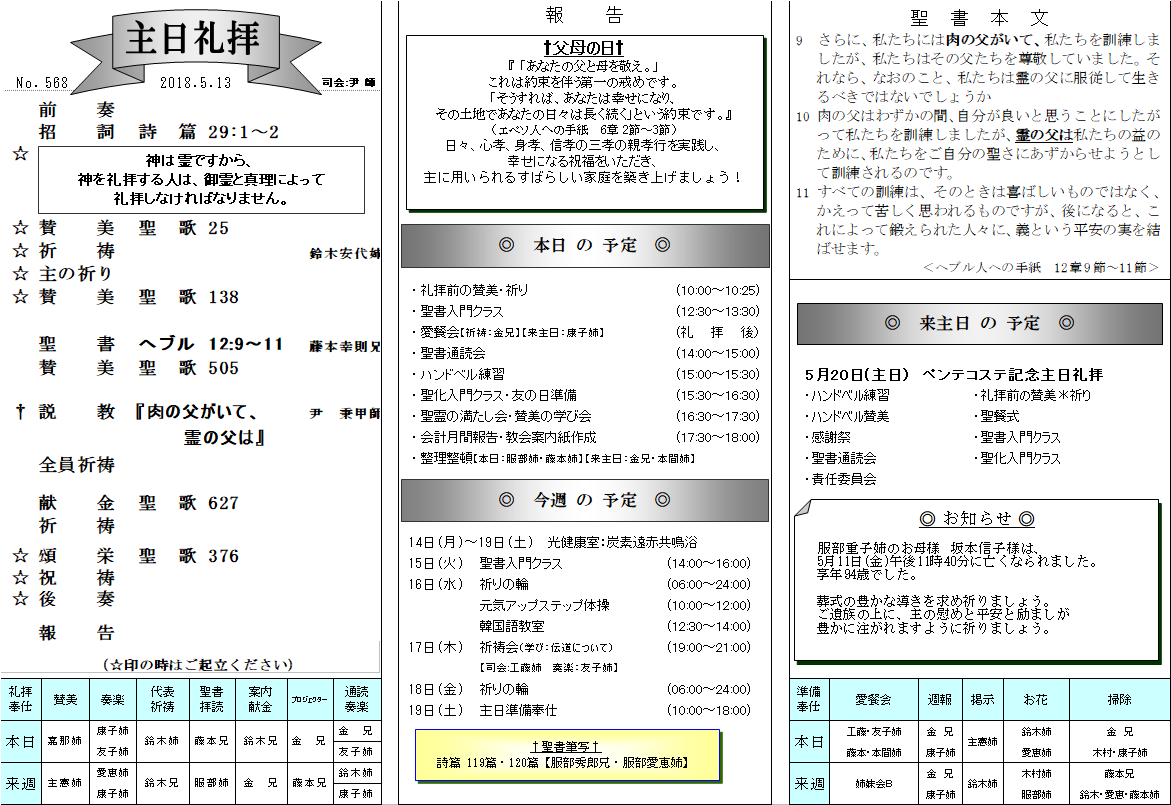 主日礼拝
No. 568　2018.5.13　司会:尹 師
前　奏
招　詞　詩　篇　29:1～2
☆ 神は霊ですから、
神を礼拝する人は、御霊と真理によって
礼拝しなければなりません。
☆ 賛　美　聖　歌　25
☆ 祈　祷　鈴木安代姉
☆ 主の祈り
☆ 賛　美　聖　歌　138
聖　書　ヘブル　12:9～11　藤本幸則兄
賛　美　聖　歌　505
† 説　教　『肉の父がいて、　尹　秉甲師
霊の父は』
全員祈祷
献　金　聖　歌　627
祈　祷
☆ 頌　栄　聖　歌　376
☆ 祝　祷
☆ 後　奏
報　告
(☆印の時はご起立ください)
礼拝奉仕　賛美　奏楽　代表祈祷　聖書拝読　案内献金　プロジェクター　通読奏楽
本日　嘉那姉　康子姉　友子姉　鈴木姉　藤本兄　鈴木兄　金　兄　金　兄　友子姉
来週　主憲姉　愛恵姉　康子姉　鈴木兄　服部姉　金　兄　藤本兄　鈴木姉　康子姉
報　告
†父母の日†
『「あなたの父と母を敬え。」
これは約束を伴う第一の戒めです。
「そうすれば、あなたは幸せになり、
その土地であなたの日々は長く続く」という約束です。』
(エペソ人への手紙　6章 2節～3節)
日々、心孝、身孝、信孝の三孝の親孝行を実践し、
幸せになる祝福をいただき、
主に用いられるすばらしい家庭を築き上げましょう！
◎　本日 の 予定　◎
・礼拝前の賛美・祈り　(10:00～10:25)
・聖書入門クラス　(12:30～13:30)
・愛餐会【祈祷：金兄】【来主日：康子姉】　(礼　拝　後)
・聖書通読会　(14:00～15:00)
・ハンドベル練習　(15:00～15:30)
・聖化入門クラス・友の日準備　(15:30～16:30)
・聖霊の満たし会・賛美の学び会　(16:30～17:30)
・会計月間報告・教会案内紙作成　(17:30～18:00)
・整理整頓【本日：服部姉・藤本姉】【来主日：金兄・本間姉】
◎　今週 の 予定　◎
14日(月)～19日(土)　光健康室：炭素遠赤共鳴浴
15日(火)　聖書入門クラス　(14:00～16:00)
16日(水)　祈りの輪　(06:00～24:00)
元気アップステップ体操　(10:00～12:00)
韓国語教室　(12:30～14:00)
17日(木)　祈祷会(学び：伝道について)　(19:00～21:00)
【司会:工藤姉　奏楽：友子姉】
18日(金)　祈りの輪　(06:00～24:00)
19日(土)　主日準備奉仕　(10:00～18:00)
†聖書筆写†
詩篇 119篇・120篇【服部秀郎兄・服部愛恵姉】
聖 書 本 文
9　さらに、私たちには肉の父がいて、私たちを訓練しま
したが、私たちはその父たちを尊敬していました。そ
れなら、なおのこと、私たちは霊の父に服従して生き
るべきではないでしょうか
10 肉の父はわずかの間、自分が良いと思うことにしたが
って私たちを訓練しましたが、霊の父は私たちの益の
ために、私たちをご自分の聖さにあずからせようとし
て訓練されるのです。
11 すべての訓練は、そのときは喜ばしいものではなく、
かえって苦しく思われるものですが、後になると、こ
れによって鍛えられた人々に、義という平安の実を結
ばせます。
＜ヘブル人への手紙　12章９節～11節＞
◎　来主日 の 予定　◎
５月20日(主日)　ペンテコステ記念主日礼拝
・ハンドベル練習　・礼拝前の賛美＊祈り
・ハンドベル賛美　・聖餐式
・感謝祭　・聖書入門クラス
・聖書通読会　・聖化入門クラス
・責任委員会
◎ お知らせ ◎
服部重子姉のお母様　坂本信子様は、
5月11日(金)午後11時40分に亡くなられました。
享年94歳でした。
葬式の豊かな導きを求め祈りましょう。
ご遺族の上に、主の慰めと平安と励ましが
豊かに注がれますように祈りましょう。
準備奉仕　愛餐会　週報　掲示　お花　掃除
本日　工藤・友子姉　藤本・本間姉　金　兄　康子姉　主憲姉　鈴木姉　愛恵姉　金　兄　木村・康子姉
来週　姉妹会B　金　兄　康子姉　鈴木姉　木村姉　服部姉　藤本兄　鈴木・愛恵・藤本姉